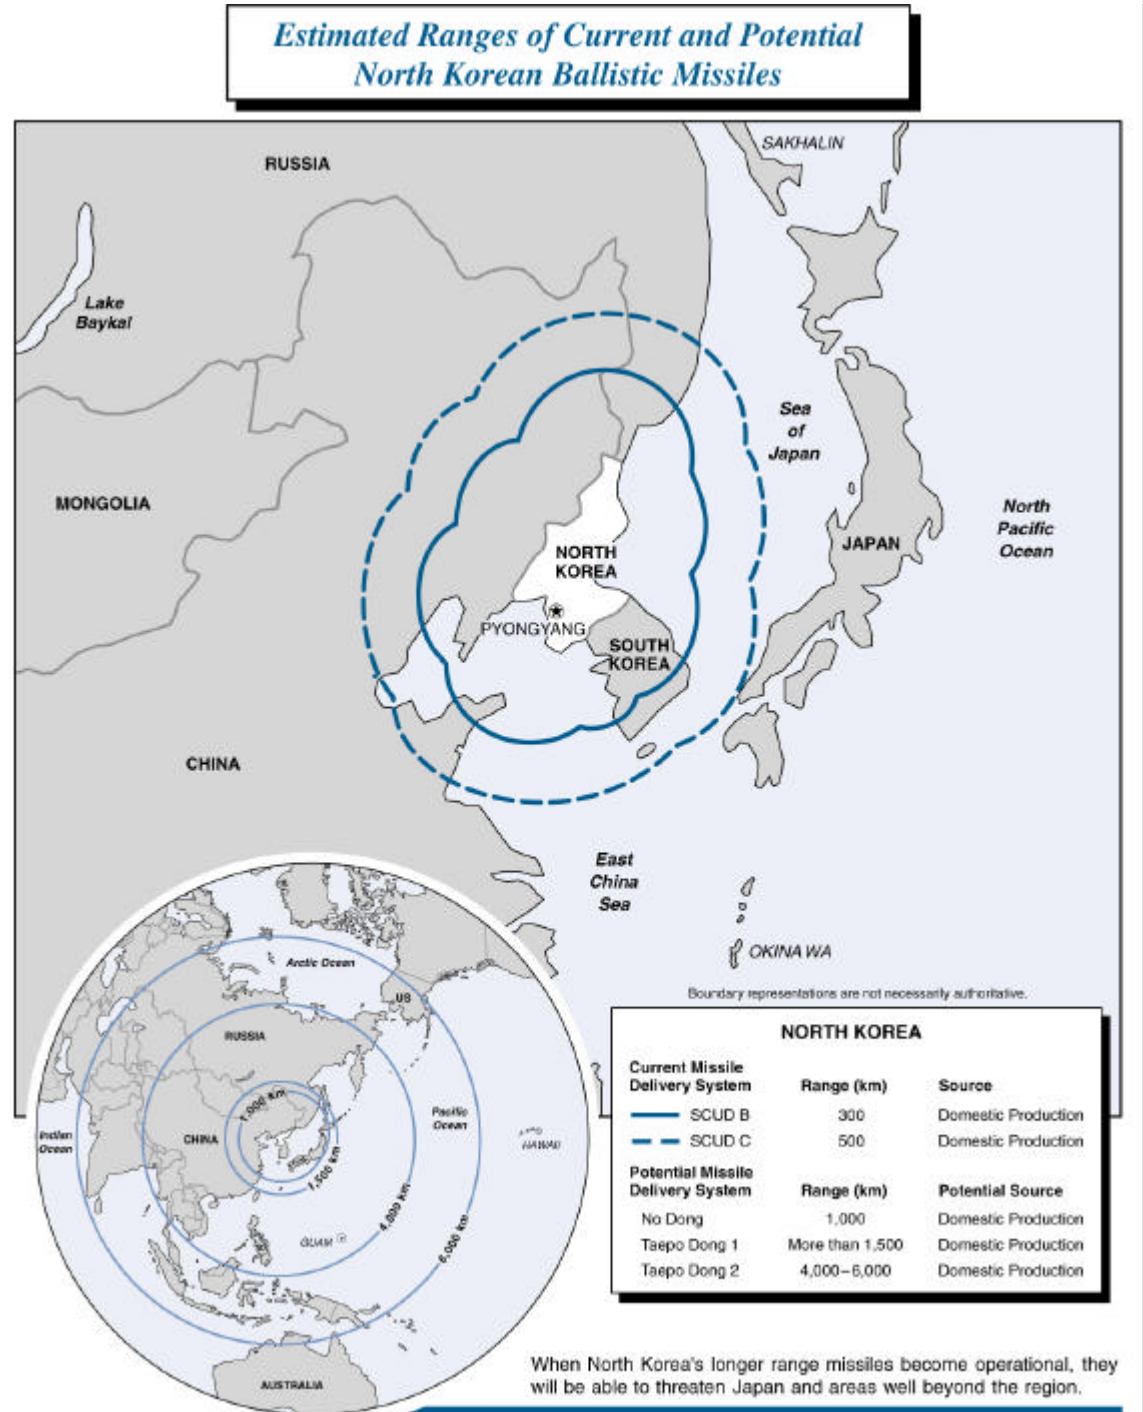 Estimated Ranges of Current and Potential
North Korean Ballistic Missiles
SAKHALIN
RUSSIA
Lake
Baykal
Sea
of
Japan
MONGOLIA
North
Pacific
Ocean
JAPAN
NORTH
KOREA
PYONGYANG
SOUTH
KOREA
CHINA
East
China
Sea
OKINAWA
Boundary representations are not necessarily authoritative.
Arctic Ocean
US
RUSSIA
1,000 km
Pacific
Ocean
Indian
Ocean
CHINA
HAWAII
1,500 km
4,000 km
6,000 km
GUAM
AUSTRALIA
NORTH KOREA
Current Missile
Delivery System Range (km) Source
SCUD B 300 Domestic Production
SCUD C 500 Domestic Production
Potential Missile
Delivery System Range (km) Potential Source
No Dong 1,000 Domestic Production
Taepo Dong 1 More than 1,500 Domestic Production
Taepo Dong 2 4,000–6,000 Domestic Production
When North Korea's longer range missiles become operational, they
will be able to threaten Japan and areas well beyond the region.